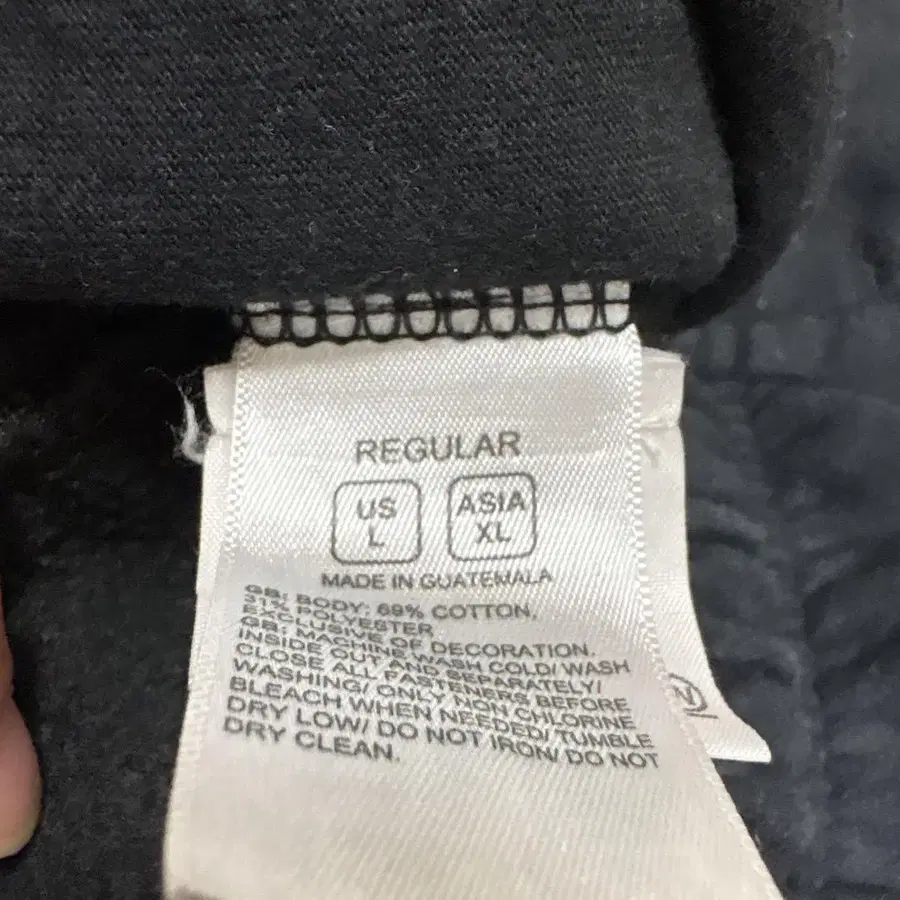 REGULAR
US ASIA
L XL
MADE IN GUATEMALA
GB: BODY: 69% COTTON,
31% POLYESTER
EXCLUSIVE OF DECORATION.
GB: MACHINE WASH COLD/ WASH
INSIDE OUT AND SEPARATELY/
CLOSE ALL FASTENERS BEFORE
WASHING/ ONLY NON CHLORINE
BLEACH WHEN NEEDED/ TUMBLE
DRY LOW/ DO NOT IRON/ DO NOT
DRY CLEAN.